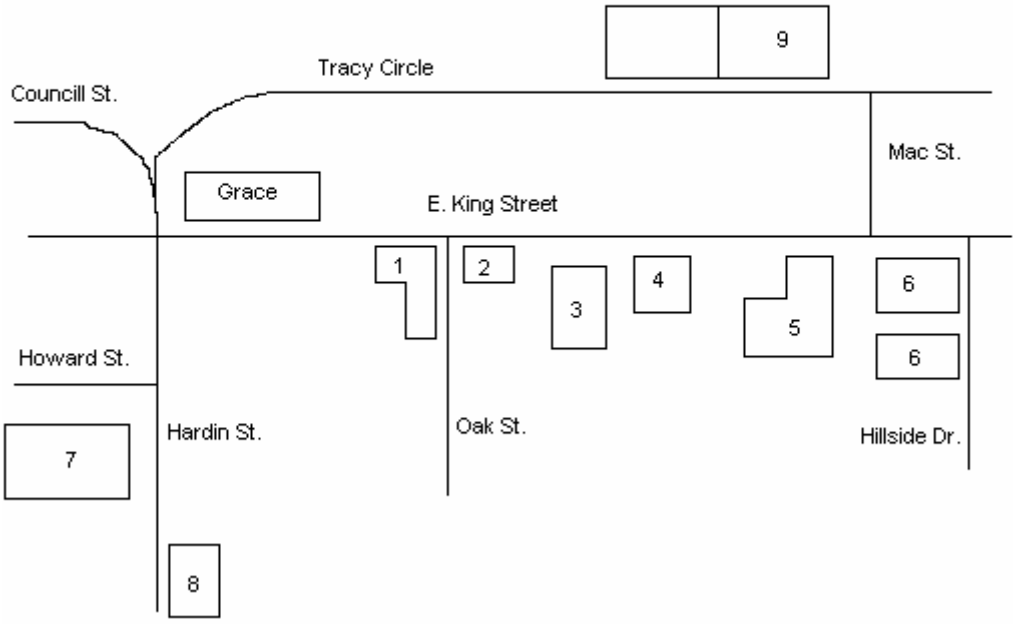 9
Tracy Circle
Councill St.
Mac St.
Grace
E. King Street
1
2
3
4
5
6
6
Howard St.
Hardin St.
Oak St.
Hillside Dr.
7
8